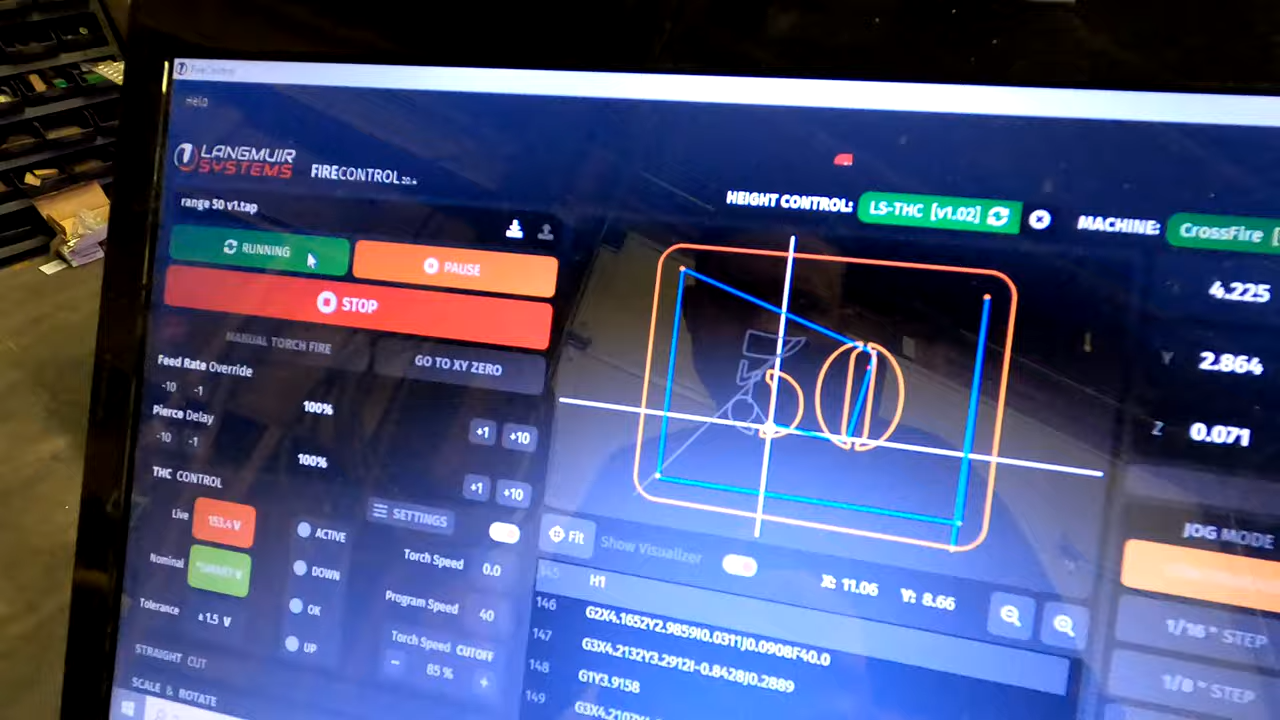 FireControl
Help
LANGMUIR
SYSTEMS
FIRECONTROL 20.4
range 50 v1.tap
RUNNING
PAUSE
STOP
MANUAL TORCH FIRE
GO TO XY ZERO
Feed Rate Override
-10 -1
100%
+1 +10
Pierce Delay
-10 -1
100%
+1 +10
THC CONTROL
SETTINGS
Live
153.4 V
Nominal
*SMART V
Tolerance
± 1.5 V
ACTIVE
DOWN
OK
UP
Torch Speed
0.0
Program Speed
40
Torch Speed CUTOFF
- 85 % +
STRAIGHT CUT
SCALE & ROTATE
HEIGHT CONTROL:
LS-THC [v1.02]
MACHINE:
CrossFire [
4.225
Y 2.864
Z 0.071
Fit
Show Visualizer
X: 11.06 Y: 8.66
145 H1
146 G2X4.1652Y2.9859I0.0311J0.0908F40.0
147 G3X4.2132Y3.2912I-0.8428J0.2889
148 G1Y3.9158
149
JOG MODE
1/16 " STEP
1/8 " STEP